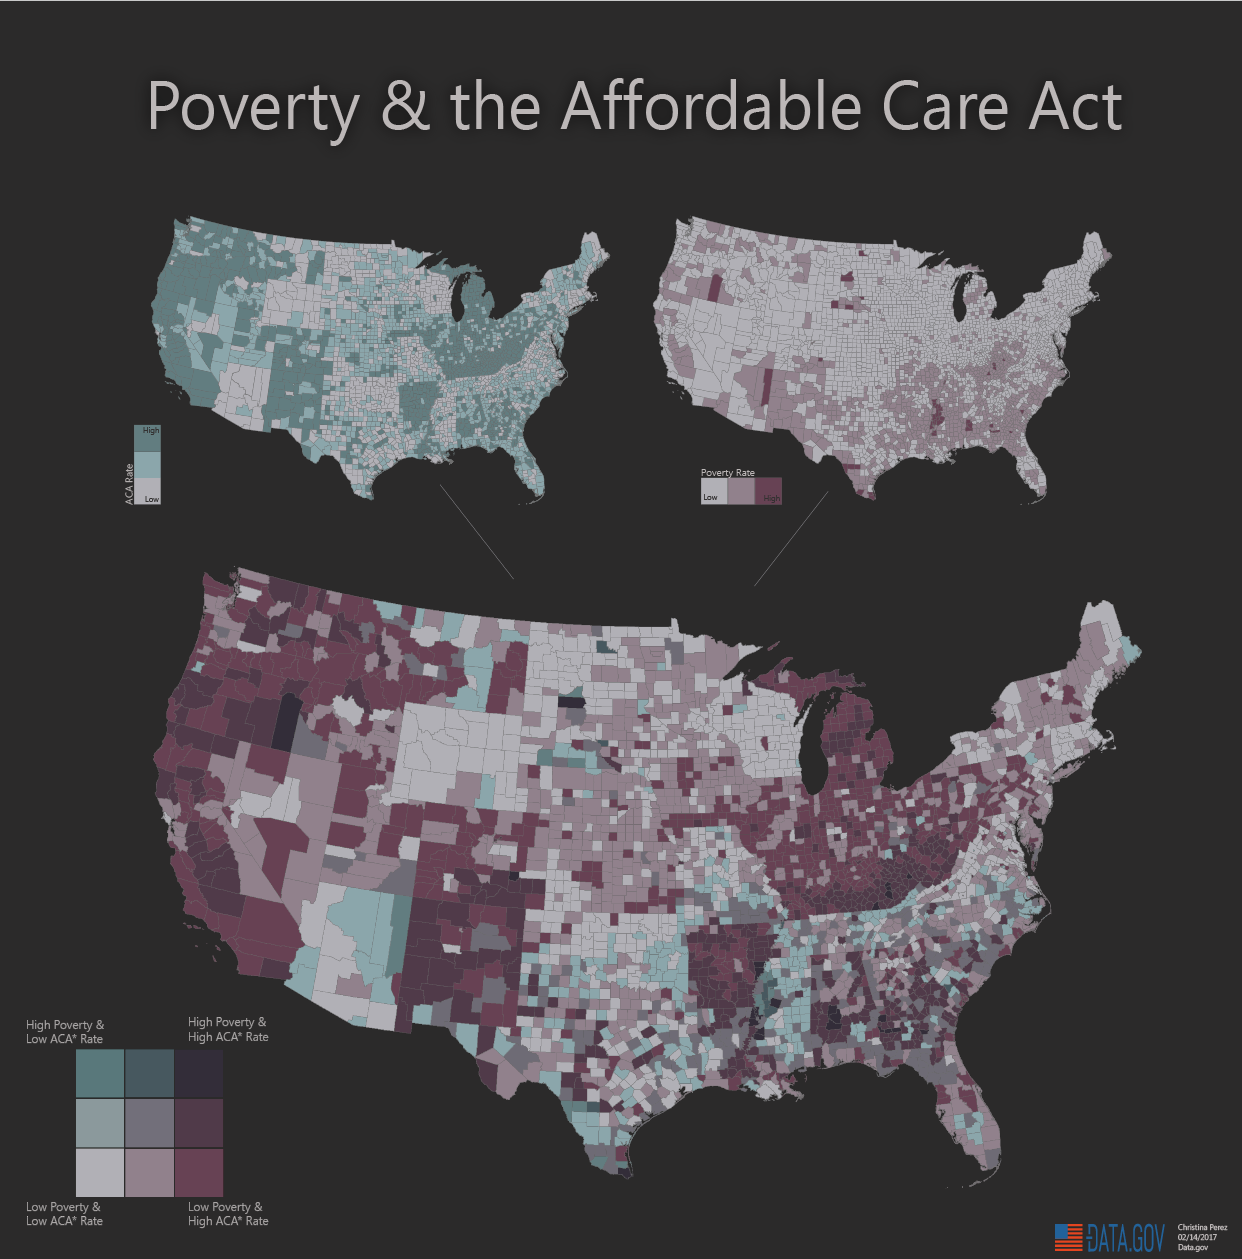 Poverty & the Affordable Care Act
High
ACA Rate
Low
Poverty Rate
Low
High
High Poverty &
Low ACA* Rate
High Poverty &
High ACA* Rate
Low Poverty &
Low ACA* Rate
Low Poverty &
High ACA* Rate
DATA.GOV
Christina Perez
02/14/2017
Data.gov